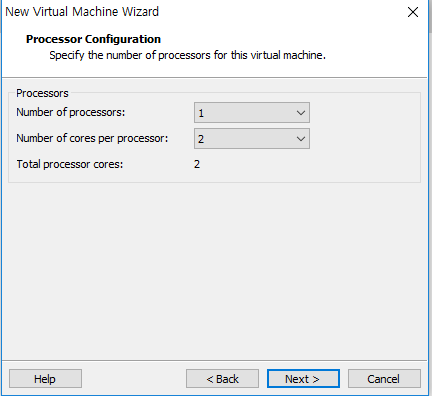 New Virtual Machine Wizard
Processor Configuration
Specify the number of processors for this virtual machine.
Processors
Number of processors: 1
Number of cores per processor: 2
Total processor cores: 2
Help < Back Next > Cancel